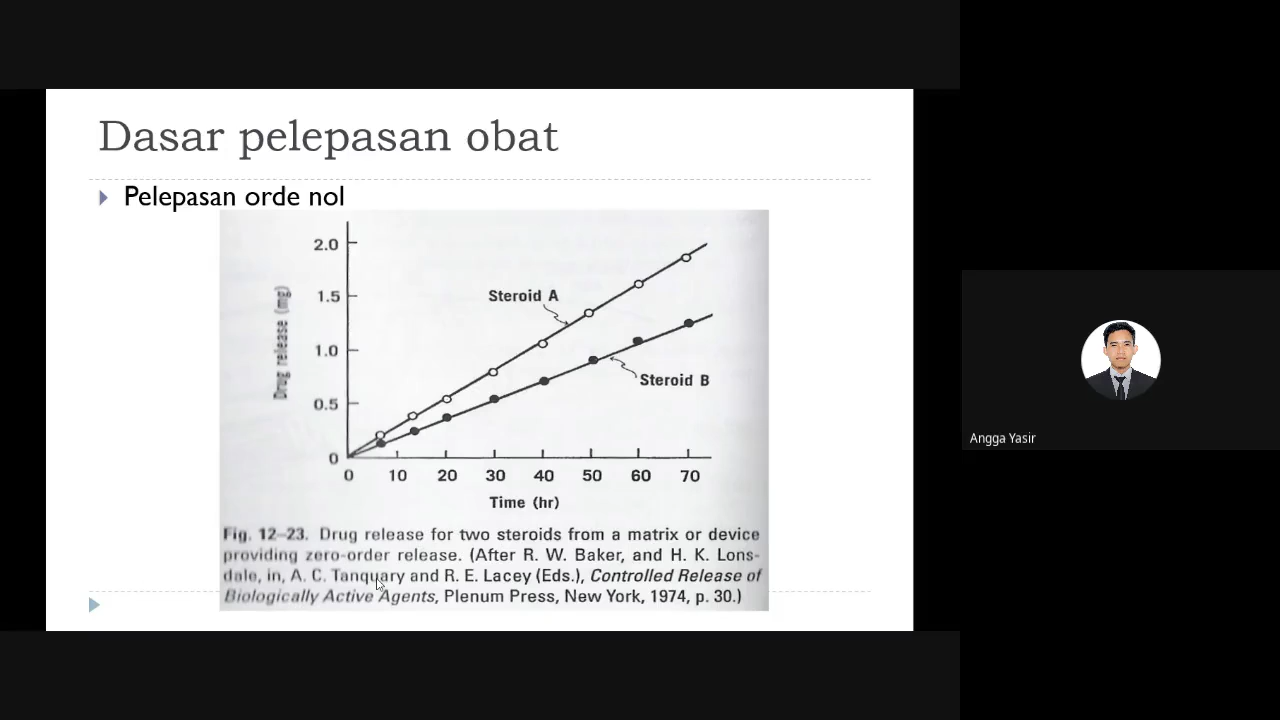 Dasar pelepasan obat
Pelepasan orde nol
2.0
1.5
1.0
0.5
0
Drug release (mg)
Steroid A
Steroid B
0 10 20 30 40 50 60 70
Time (hr)
Fig. 12–23. Drug release for two steroids from a matrix or device
providing zero-order release. (After R. W. Baker, and H. K. Lons-
dale, in, A. C. Tanquary and R. E. Lacey (Eds.), Controlled Release of
Biologically Active Agents, Plenum Press, New York, 1974, p. 30.)
Angga Yasir